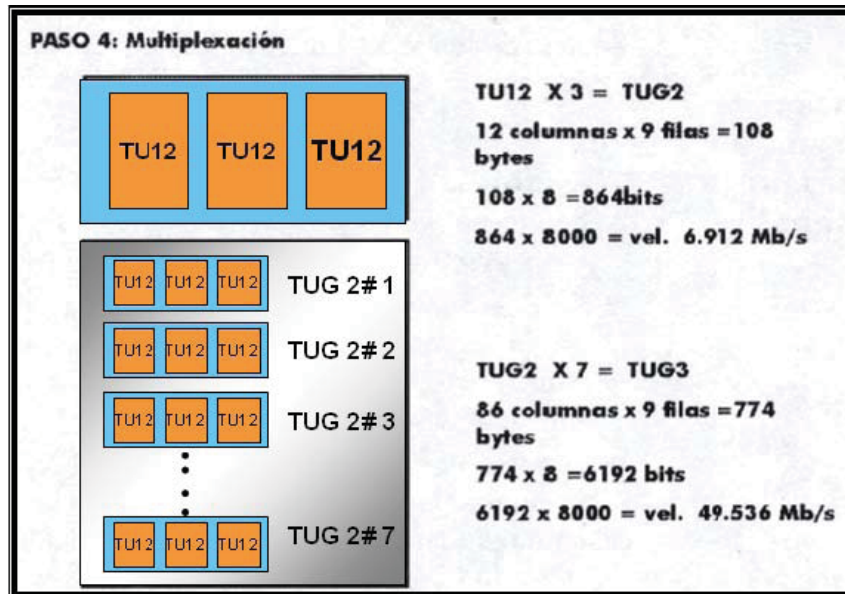 PASO 4: Multiplexación
TU12 TU12 TU12
TU12 X 3 = TUG2
12 columnas x 9 filas =108
bytes
108 x 8 =864bits
864 x 8000 = vel. 6.912 Mb/s
TU12 TU12 TU12 TUG 2#1
TU12 TU12 TU12 TUG 2#2
TU12 TU12 TU12 TUG 2#3
TU12 TU12 TU12 TUG 2#7
TUG2 X 7 = TUG3
86 columnas x 9 filas =774
bytes
774 x 8 =6192 bits
6192 x 8000 = vel. 49.536 Mb/s